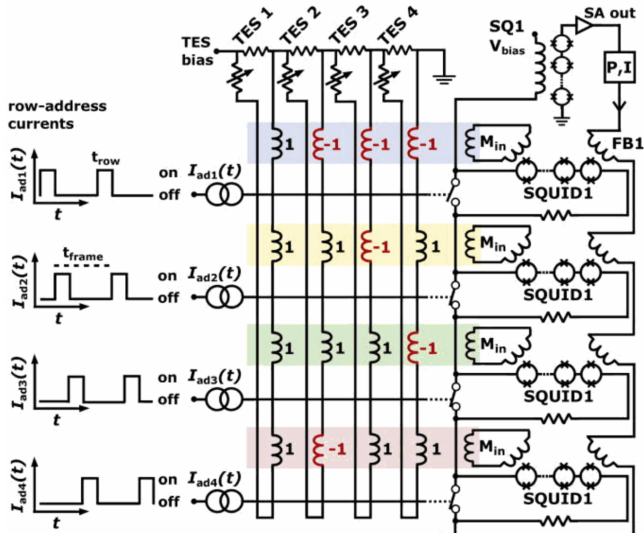 TES 1 TES 2 TES 3 TES 4
SQ1
V_bias
SA out
TES
bias
P,I
FB1
row-address
currents
I_ad1(t)
t_row
t
on
off
I_ad1(t)
1 -1 -1 -1
M_in
SQUID1
I_ad2(t)
t_frame
t
on
off
I_ad2(t)
1 1 -1 1
M_in
SQUID1
I_ad3(t)
t
on
off
I_ad3(t)
1 1 1 -1
M_in
SQUID1
I_ad4(t)
t
on
off
I_ad4(t)
1 -1 1 1
M_in
SQUID1